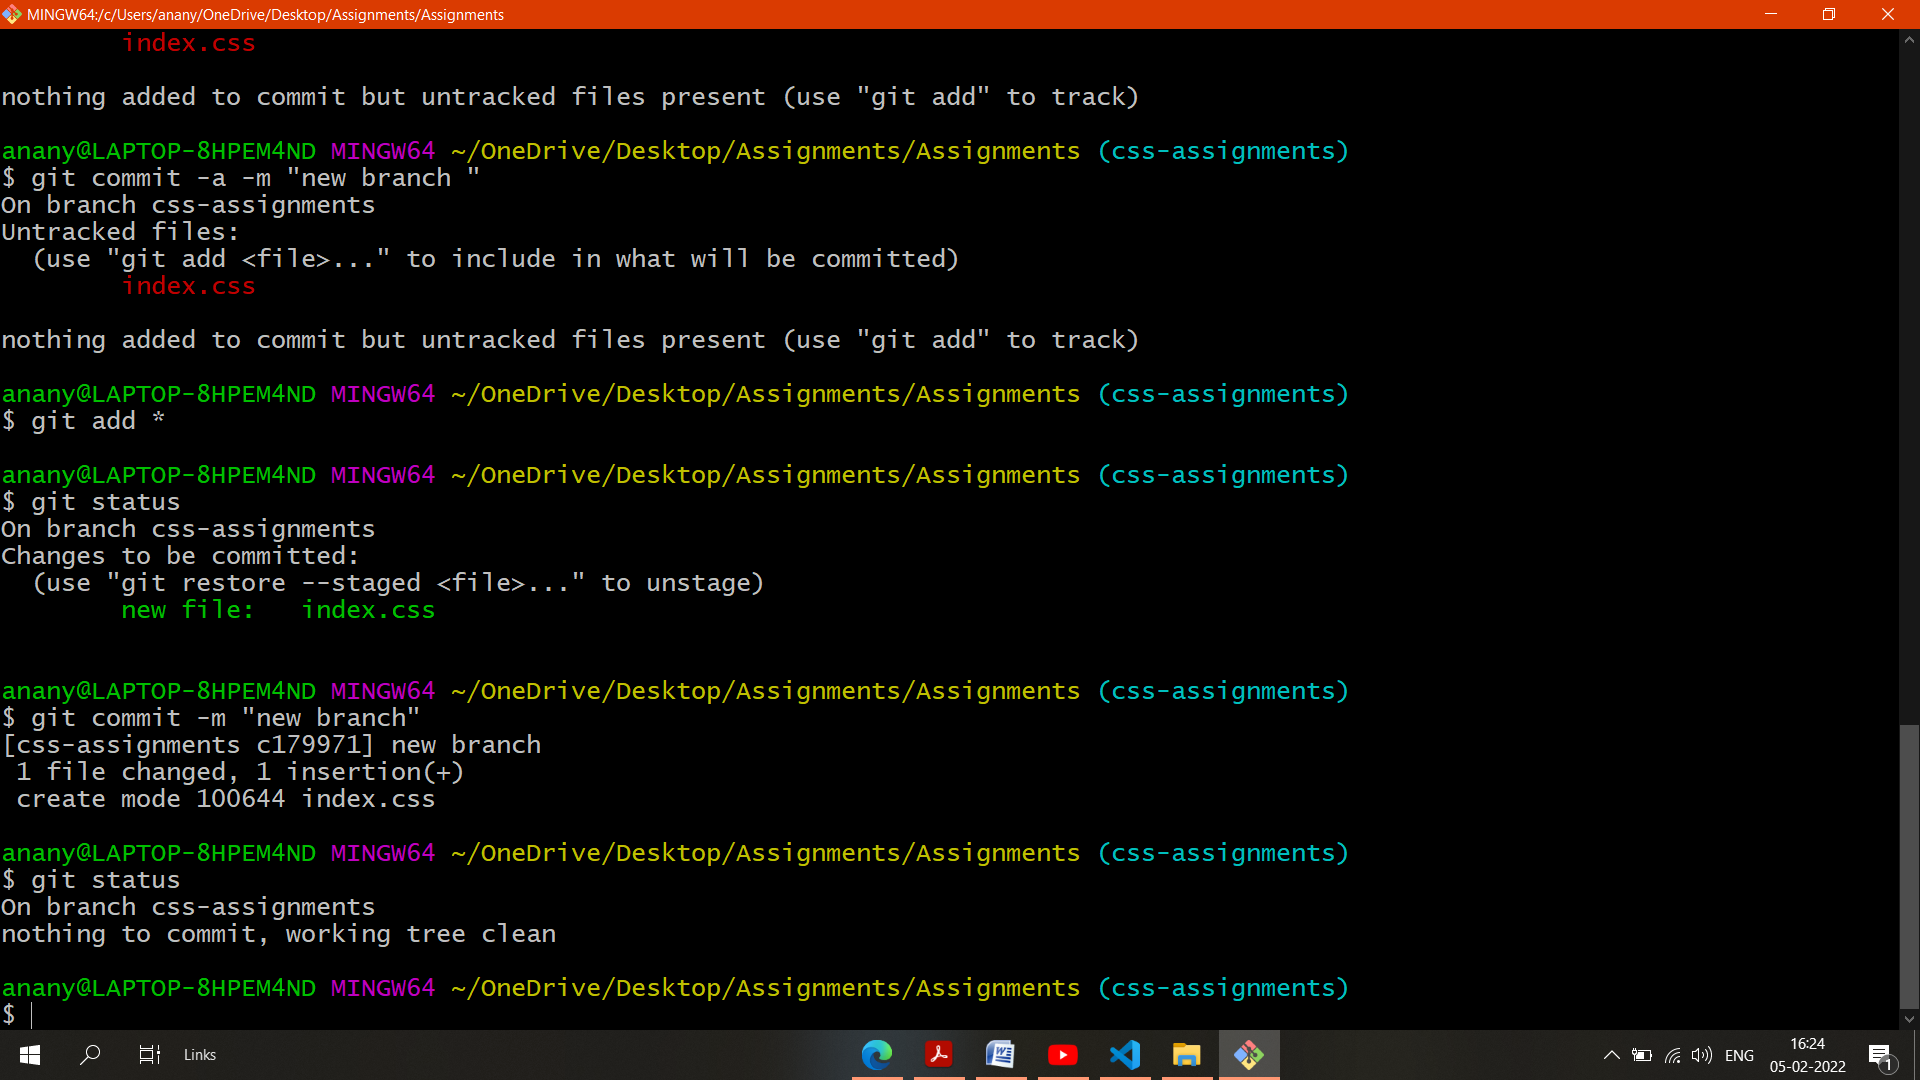 MINGW64:/c/Users/anany/OneDrive/Desktop/Assignments/Assignments
        index.css
nothing added to commit but untracked files present (use "git add" to track)
anany@LAPTOP-8HPEM4ND MINGW64 ~/OneDrive/Desktop/Assignments/Assignments (css-assignments)
$ git commit -a -m "new branch "
On branch css-assignments
Untracked files:
  (use "git add <file>..." to include in what will be committed)
        index.css
nothing added to commit but untracked files present (use "git add" to track)
anany@LAPTOP-8HPEM4ND MINGW64 ~/OneDrive/Desktop/Assignments/Assignments (css-assignments)
$ git add *
anany@LAPTOP-8HPEM4ND MINGW64 ~/OneDrive/Desktop/Assignments/Assignments (css-assignments)
$ git status
On branch css-assignments
Changes to be committed:
  (use "git restore --staged <file>..." to unstage)
        new file:   index.css
anany@LAPTOP-8HPEM4ND MINGW64 ~/OneDrive/Desktop/Assignments/Assignments (css-assignments)
$ git commit -m "new branch"
[css-assignments c179971] new branch
 1 file changed, 1 insertion(+)
 create mode 100644 index.css
anany@LAPTOP-8HPEM4ND MINGW64 ~/OneDrive/Desktop/Assignments/Assignments (css-assignments)
$ git status
On branch css-assignments
nothing to commit, working tree clean
anany@LAPTOP-8HPEM4ND MINGW64 ~/OneDrive/Desktop/Assignments/Assignments (css-assignments)
$
Links
ENG
16:24
05-02-2022
1